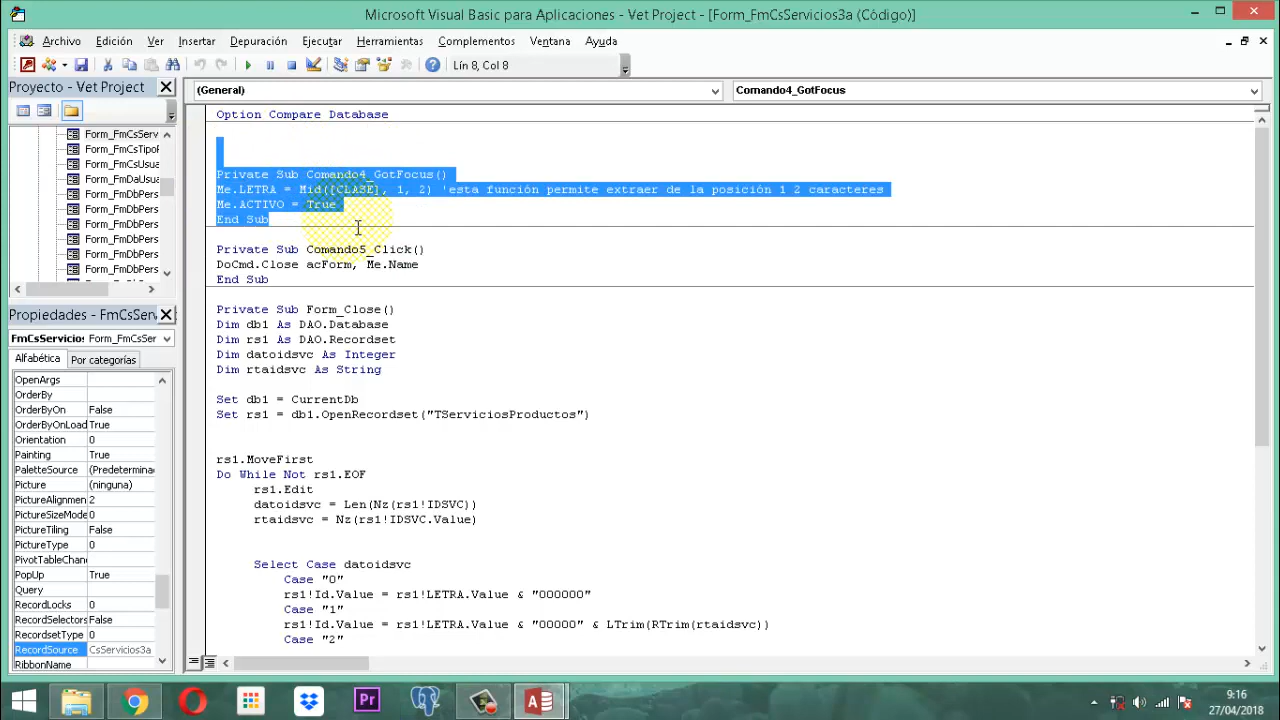 Microsoft Visual Basic para Aplicaciones - Vet Project - [Form_FmCsServicios3a (Código)]
Archivo Edición Ver Insertar Depuración Ejecutar Herramientas Complementos Ventana Ayuda
Lín 8, Col 8
Proyecto - Vet Project
(General) Comando4_GotFocus
Form_FmCsServic
Form_FmCsTipoP
Form_FmCsUsua
Form_FmDaUsua
Form_FmDbPers
Form_FmDbPers
Form_FmDbPers
Form_FmDbPers
Form_FmDbPers
Form_FmDbPers
Propiedades - FmCsServ
FmCsServicios Form_FmCsSer
Alfabética Por categorías
OpenArgs
OrderBy
OrderByOn False
OrderByOnLoad True
Orientation 0
Painting True
PaletteSource (Predetermina
Picture (ninguna)
PictureAlignmen 2
PictureSizeMode 0
PictureTiling False
PictureType 0
PivotTableChan
PopUp True
Query
RecordLocks 0
RecordSelectors False
RecordsetType 0
RecordSource CsServicios3a
RibbonName
Option Compare Database
Private Sub Comando4_GotFocus()
Me.LETRA = Mid([CLASE], 1, 2) 'esta función permite extraer de la posición 1 2 caracteres
Me.ACTIVO = True
End Sub
Private Sub Comando5_Click()
DoCmd.Close acForm, Me.Name
End Sub
Private Sub Form_Close()
Dim db1 As DAO.Database
Dim rs1 As DAO.Recordset
Dim datoidsvc As Integer
Dim rtaidsvc As String
Set db1 = CurrentDb
Set rs1 = db1.OpenRecordset("TServiciosProductos")
rs1.MoveFirst
Do While Not rs1.EOF
rs1.Edit
datoidsvc = Len(Nz(rs1!IDSVC))
rtaidsvc = Nz(rs1!IDSVC.Value)
Select Case datoidsvc
Case "0"
rs1!Id.Value = rs1!LETRA.Value & "000000"
Case "1"
rs1!Id.Value = rs1!LETRA.Value & "00000" & LTrim(RTrim(rtaidsvc))
Case "2"
Pr
9:16
27/04/2018